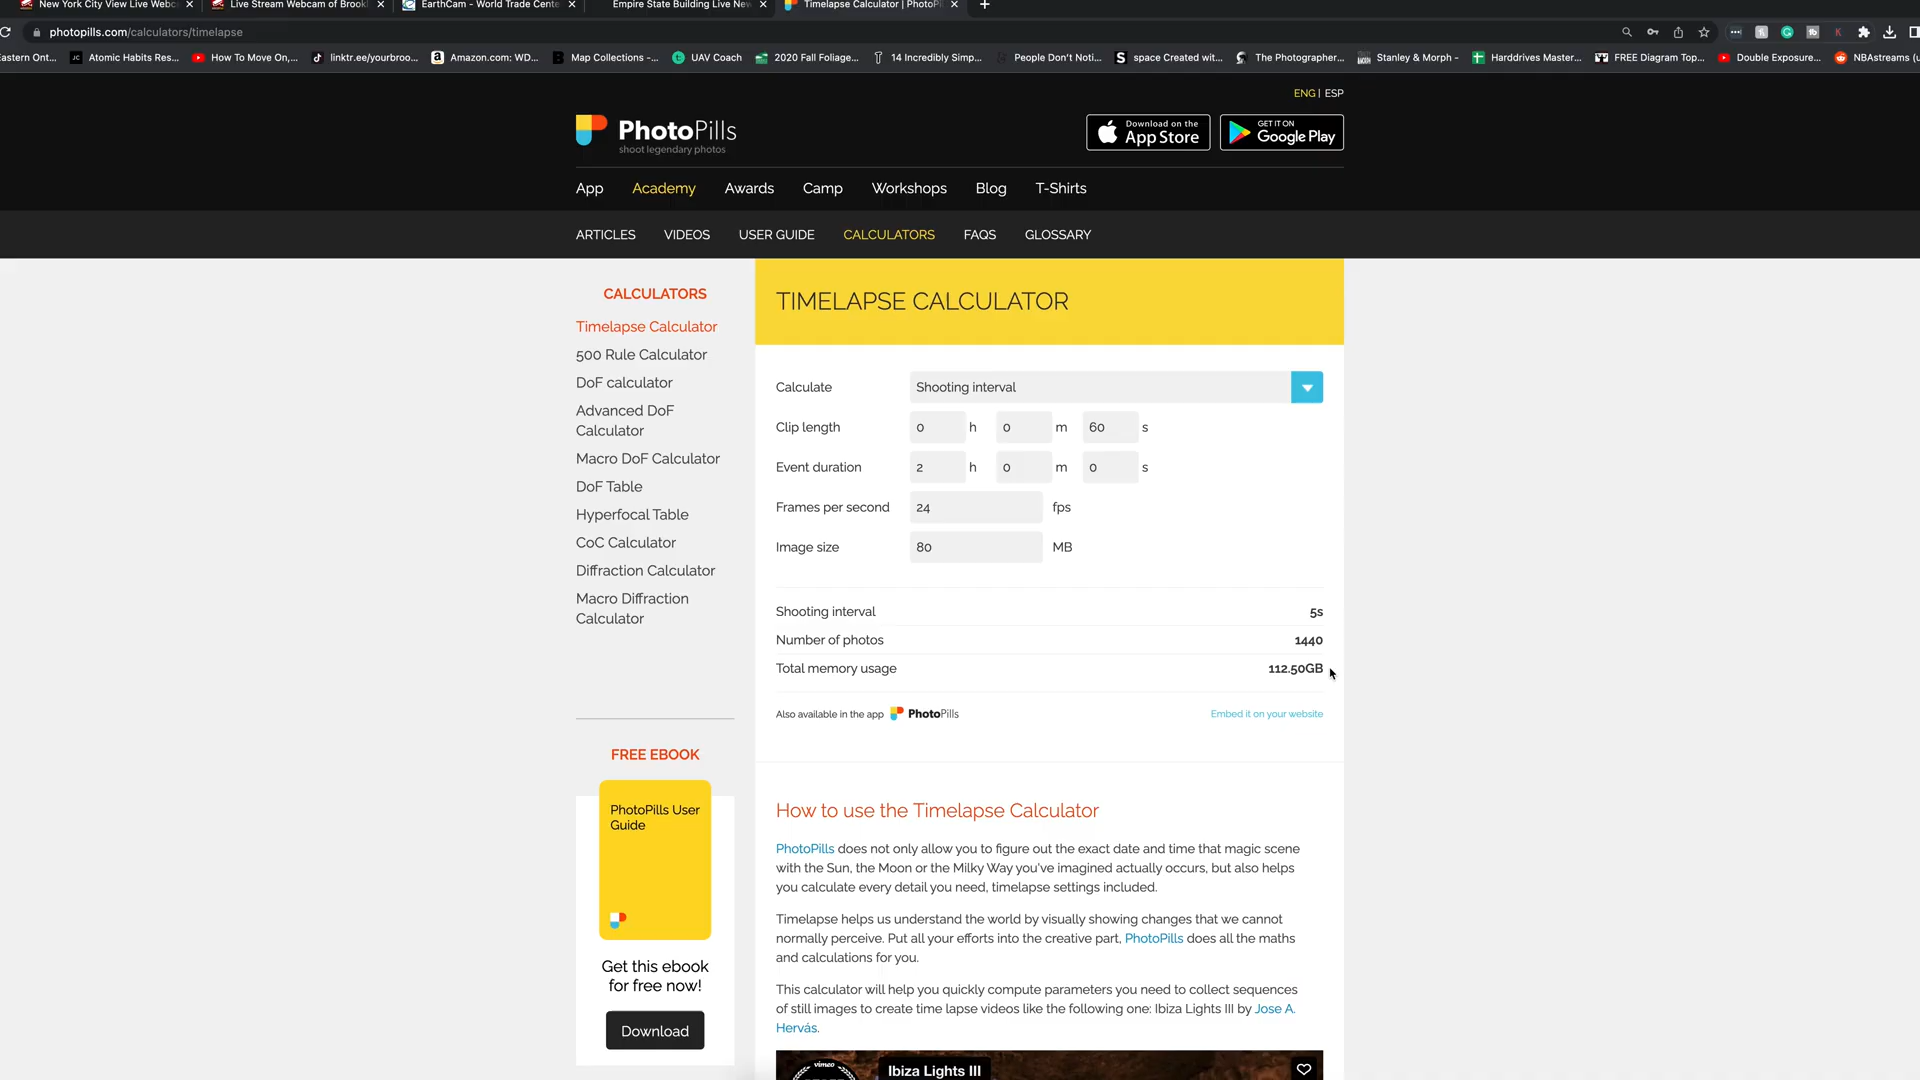 New York City View Live Webc
Live Stream Webcam of Brookl
EarthCam - World Trade Cente
Empire State Building Live New
Timelapse Calculator | PhotoPil
photopills.com/calculators/timelapse
eastern Ont...
Atomic Habits Res...
How To Move On,...
linktr.ee/yourbroo...
Amazon.com: WD...
Map Collections -...
UAV Coach
2020 Fall Foliage...
14 Incredibly Simp...
People Don't Noti...
space Created wit...
The Photographer...
Stanley & Morph -
Harddrives Master...
FREE Diagram Top...
Double Exposure...
NBAstreams (u
ENG | ESP
PhotoPills
shoot legendary photos
Download on the
App Store
GET IT ON
Google Play
App
Academy
Awards
Camp
Workshops
Blog
T-Shirts
ARTICLES
VIDEOS
USER GUIDE
CALCULATORS
FAQS
GLOSSARY
CALCULATORS
Timelapse Calculator
500 Rule Calculator
DoF calculator
Advanced DoF
Calculator
Macro DoF Calculator
DoF Table
Hyperfocal Table
CoC Calculator
Diffraction Calculator
Macro Diffraction
Calculator
FREE EBOOK
PhotoPills User
Guide
Get this ebook
for free now!
Download
TIMELAPSE CALCULATOR
Calculate Shooting interval
Clip length 0 h 0 m 60 s
Event duration 2 h 0 m 0 s
Frames per second 24 fps
Image size 80 MB
Shooting interval 5s
Number of photos 1440
Total memory usage 112.50GB
Also available in the app PhotoPills
Embed it on your website
How to use the Timelapse Calculator
PhotoPills does not only allow you to figure out the exact date and time that magic scene
with the Sun, the Moon or the Milky Way you've imagined actually occurs, but also helps
you calculate every detail you need, timelapse settings included.
Timelapse helps us understand the world by visually showing changes that we cannot
normally perceive. Put all your efforts into the creative part, PhotoPills does all the maths
and calculations for you.
This calculator will help you quickly compute parameters you need to collect sequences
of still images to create time lapse videos like the following one: Ibiza Lights III by Jose A.
Hervás.
vimeo
Ibiza Lights III